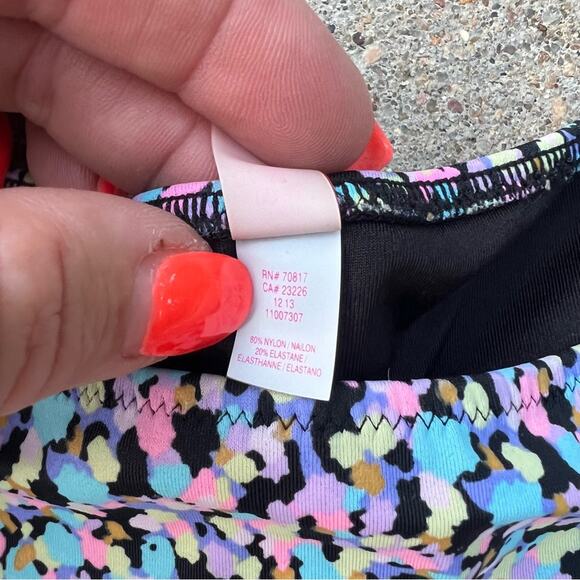 RN# 70817
CA# 23226
12 13
11007307
80% NYLON / NAILON
20% ELASTANE /
ELASTHANNE / ELASTANO